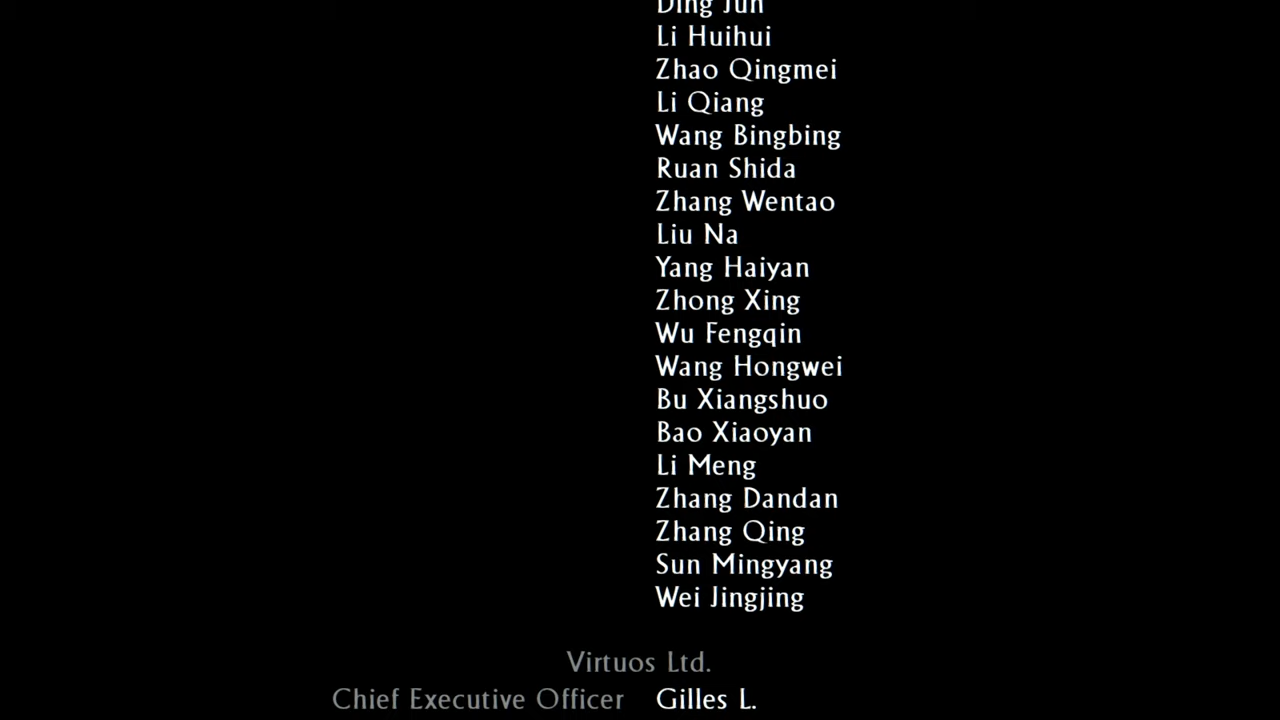 Ding Jun
Li Huihui
Zhao Qingmei
Li Qiang
Wang Bingbing
Ruan Shida
Zhang Wentao
Liu Na
Yang Haiyan
Zhong Xing
Wu Fengqin
Wang Hongwei
Bu Xiangshuo
Bao Xiaoyan
Li Meng
Zhang Dandan
Zhang Qing
Sun Mingyang
Wei Jingjing
Virtuos Ltd.
Chief Executive Officer Gilles L.